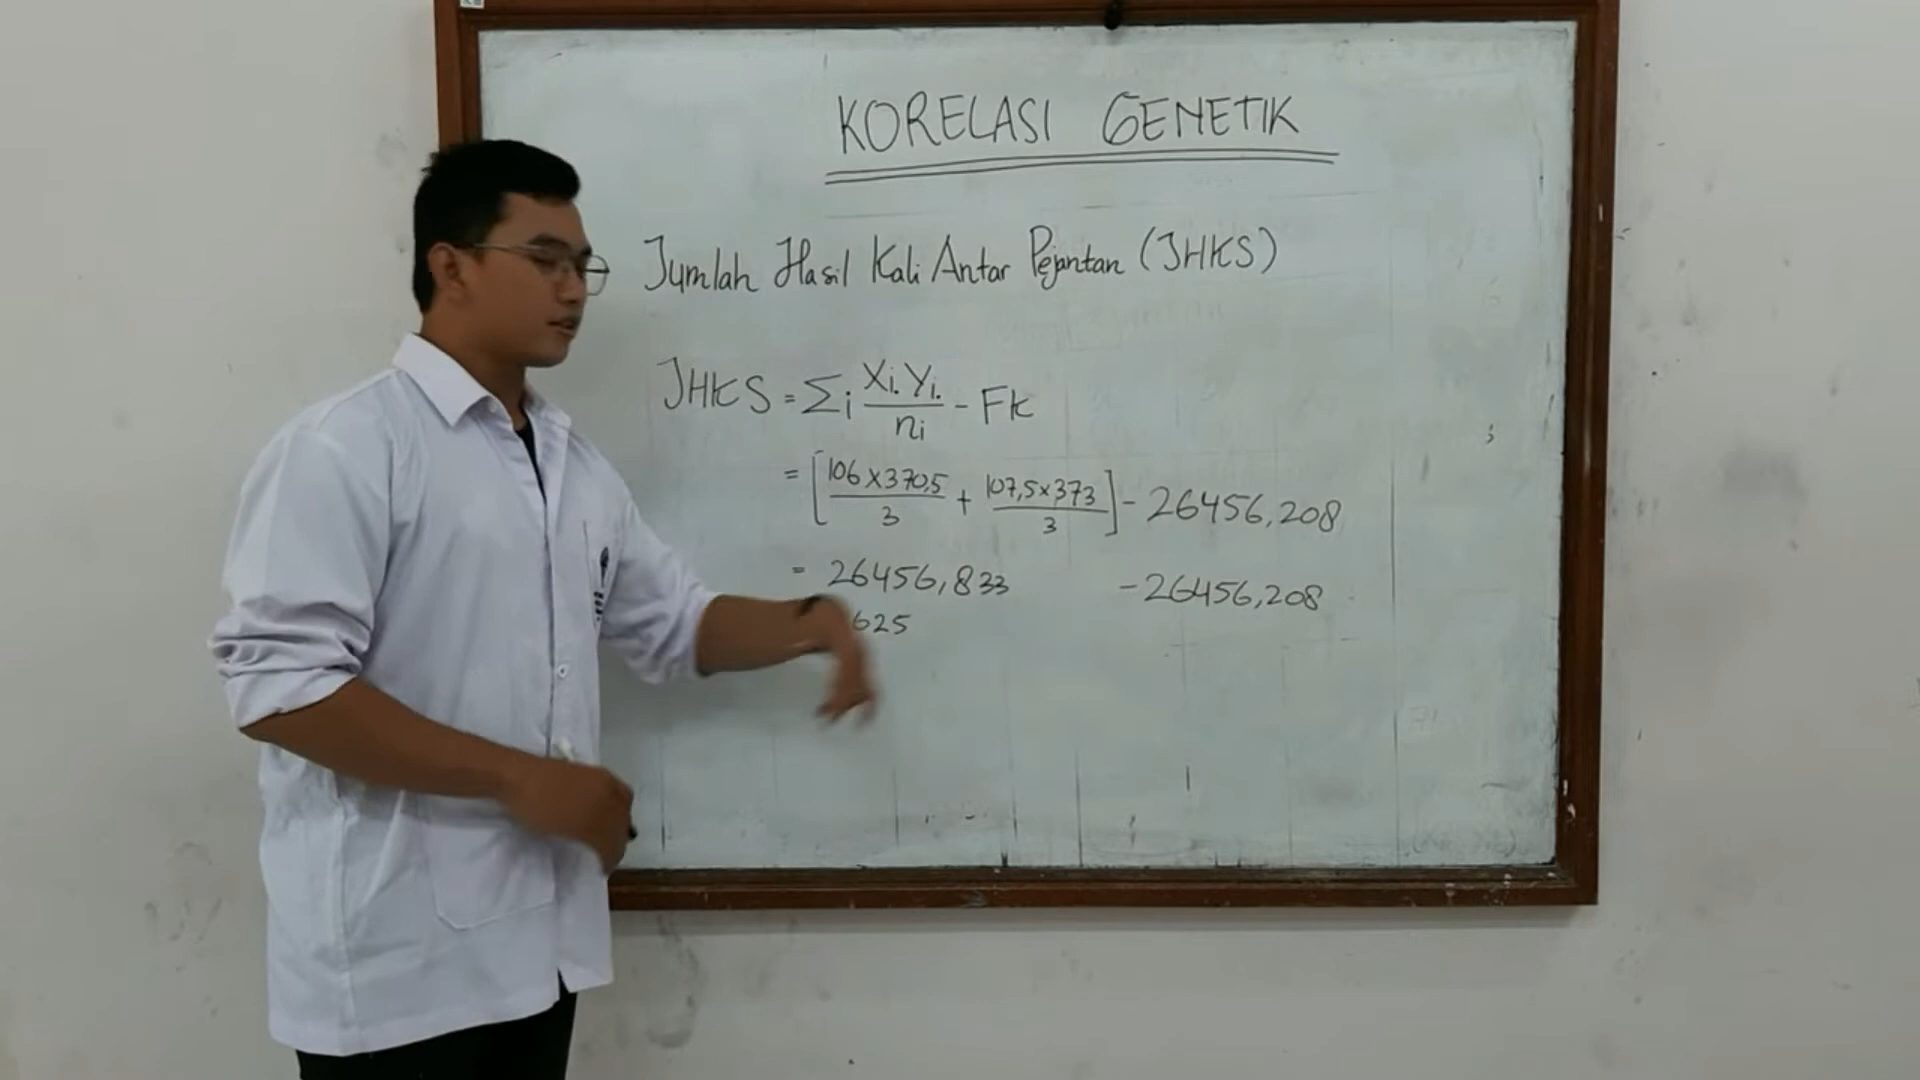 KORELASI GENETIK
Jumlah Hasil Kali Antar Pejantan (JHKS)
JHKS = Σi Xi. Yi. / ni - FK
= [106 x 370,5 / 3 + 107,5 x 373 / 3] - 26456,208
= 26456,833 - 26456,208
625